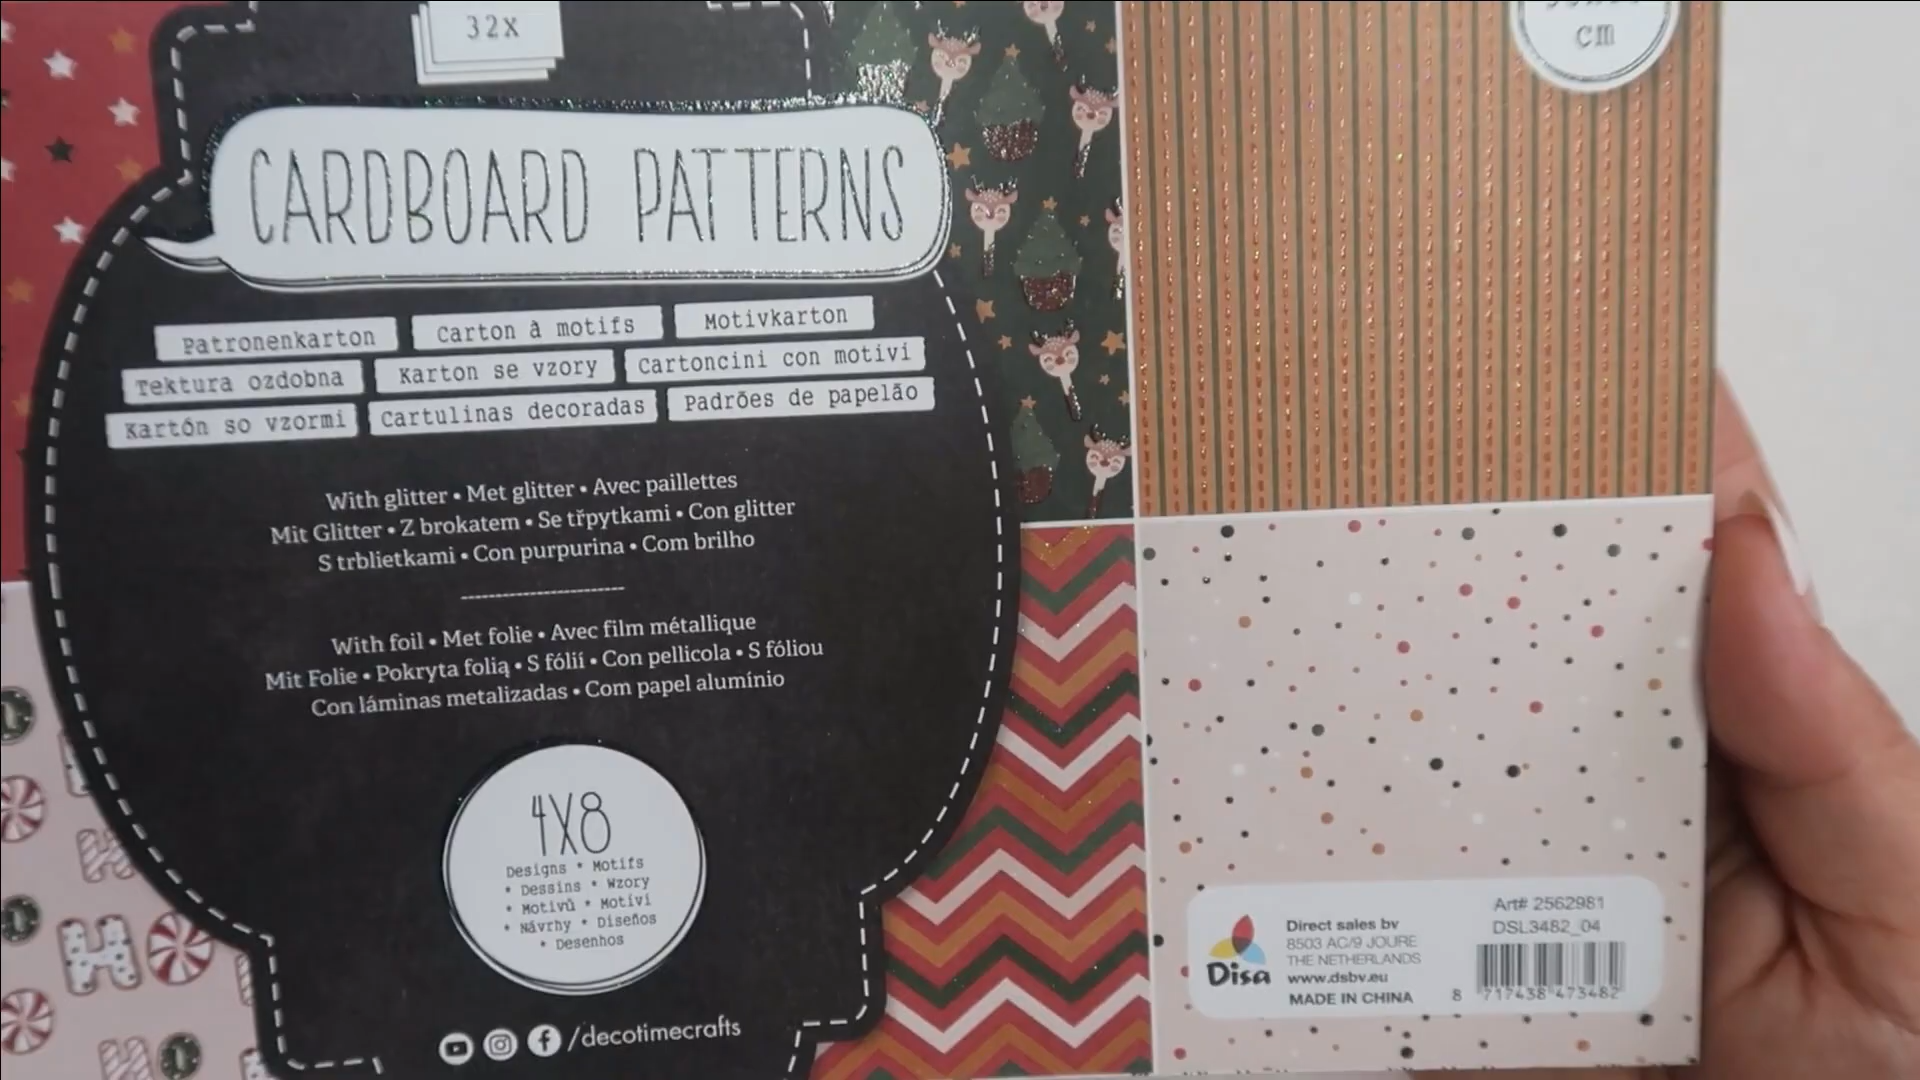 32X
cm
CARDBOARD PATTERNS
Patronenkarton
Carton à motifs
Motivkarton
Tektura ozdobna
Karton se vzory
Cartoncini con motivi
Kartón so vzormi
Cartulinas decoradas
Padrões de papelão
With glitter • Met glitter • Avec paillettes
Mit Glitter • Z brokatem • Se třpytkami • Con glitter
S trblietkami • Con purpurina • Com brilho
With foil • Met folie • Avec film métallique
Mit Folie • Pokryta folią • S fólií • Con pellicola • S fóliou
Con láminas metalizadas • Com papel alumínio
4X8
Designs * Motifs
* Dessins * Wzory
* Motivů * Motivi
* Návrhy * Diseños
* Desenhos
/decotimecrafts
Disa
Direct sales bv
8503 AC/9 JOURE
THE NETHERLANDS
www.dsbv.eu
MADE IN CHINA
Art# 2562981
DSL3482_04
8 717438 473482
H
H
H